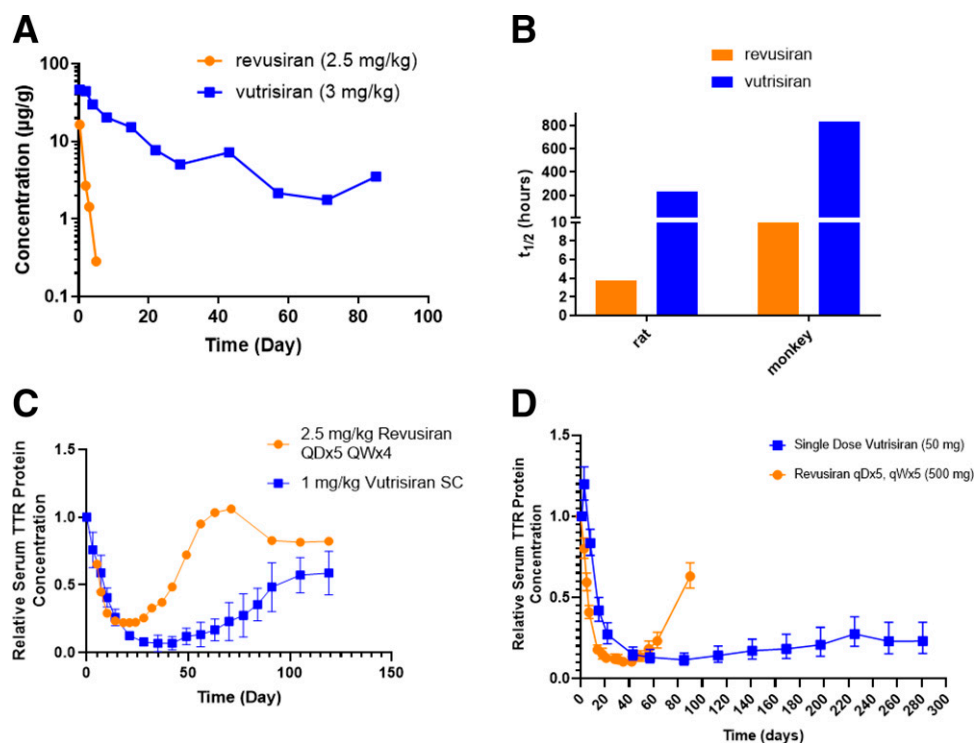 A
revusiran (2.5 mg/kg)
vutrisiran (3 mg/kg)
Concentration (µg/g)
100
10
1
0.1
0 20 40 60 80 100
Time (Day)
B
revusiran
vutrisiran
t1/2 (hours)
800
600
400
200
10
8
6
4
2
0
rat
monkey
C
2.5 mg/kg Revusiran
QDx5 QWx4
1 mg/kg Vutrisiran SC
Relative Serum TTR Protein
Concentration
1.5
1.0
0.5
0.0
0 50 100 150
Time (Day)
D
Single Dose Vutrisiran (50 mg)
Revusiran qDx5, qWx5 (500 mg)
Relative Serum TTR Protein
Concentration
1.5
1.0
0.5
0.0
0 20 40 60 80 100 120 140 160 180 200 220 240 260 280 300
Time (days)